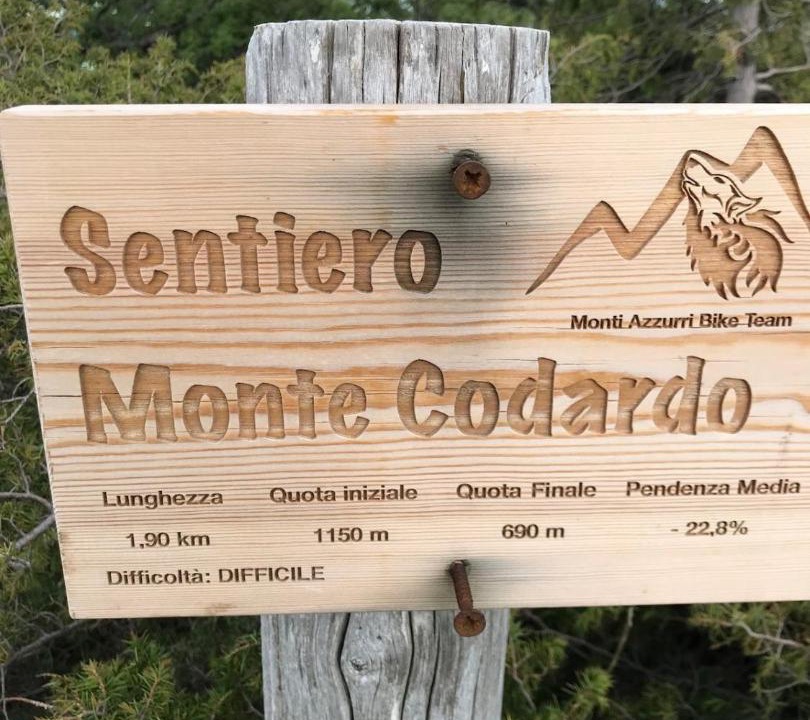 Sentiero
Monti Azzurri Bike Team
Monte Codardo
Lunghezza Quota iniziale Quota Finale Pendenza Media
1,90 km 1150 m 690 m - 22,8%
Difficoltà: DIFFICILE